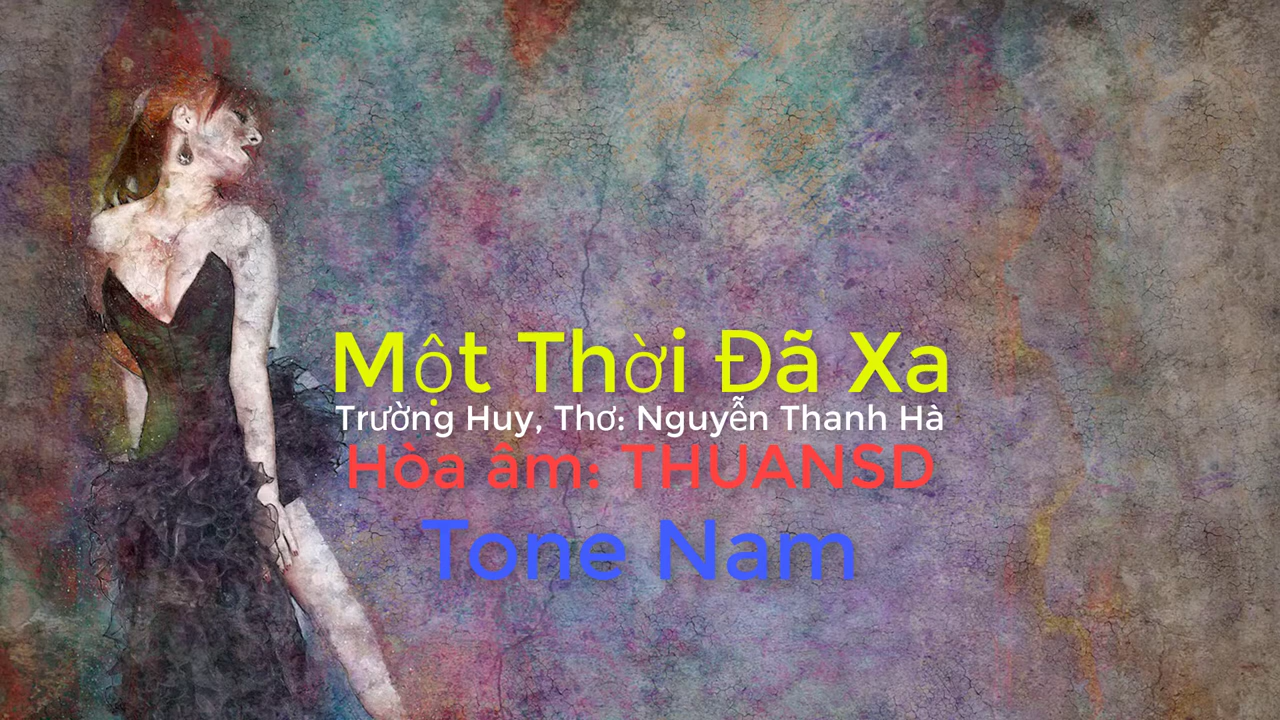 Một Thời Đã Xa
Trường Huy, Thơ: Nguyễn Thanh Hà
Hòa âm: THUANSD
Tone Nam